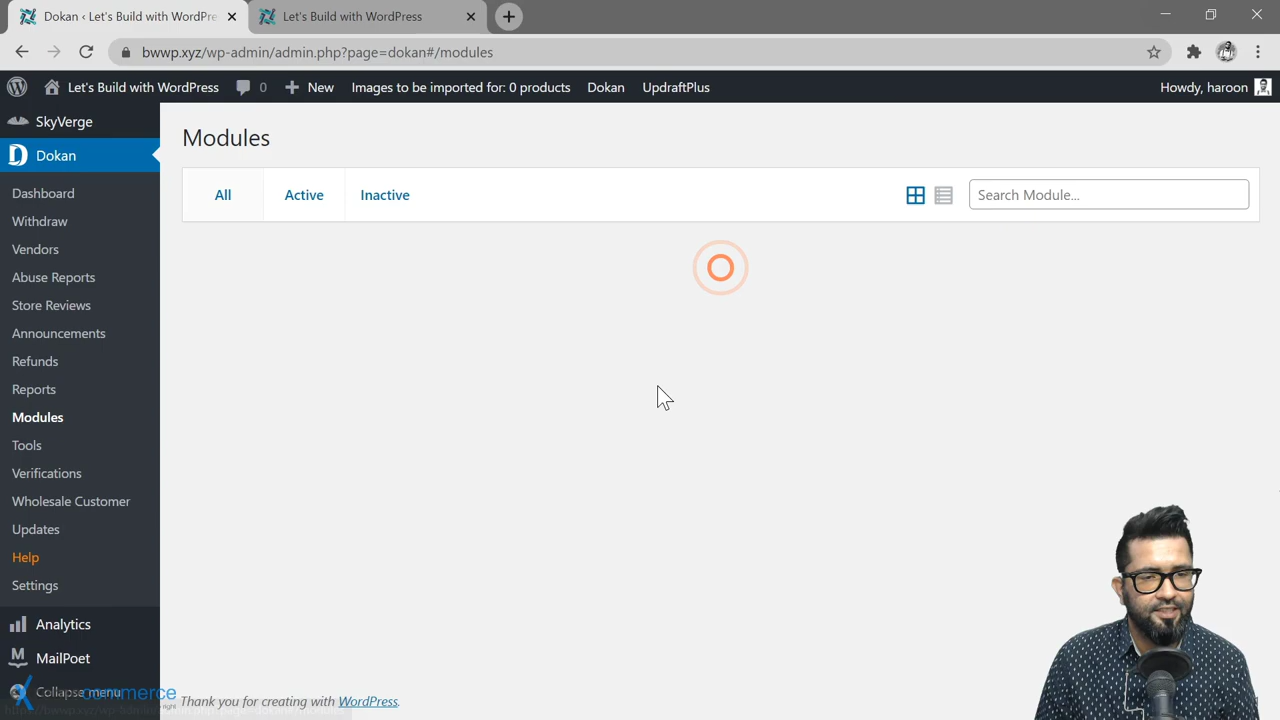 Dokan ‹ Let's Build with WordPre
Let's Build with WordPress
bwwp.xyz/wp-admin/admin.php?page=dokan#/modules
Let's Build with WordPress
0
New
Images to be imported for: 0 products
Dokan
UpdraftPlus
Howdy, haroon
SkyVerge
Dokan
Dashboard
Withdraw
Vendors
Abuse Reports
Store Reviews
Announcements
Refunds
Reports
Modules
Tools
Verifications
Wholesale Customer
Updates
Help
Settings
Analytics
MailPoet
Collapse menu
commerce
Modules
All
Active
Inactive
Search Module...
Thank you for creating with WordPress.